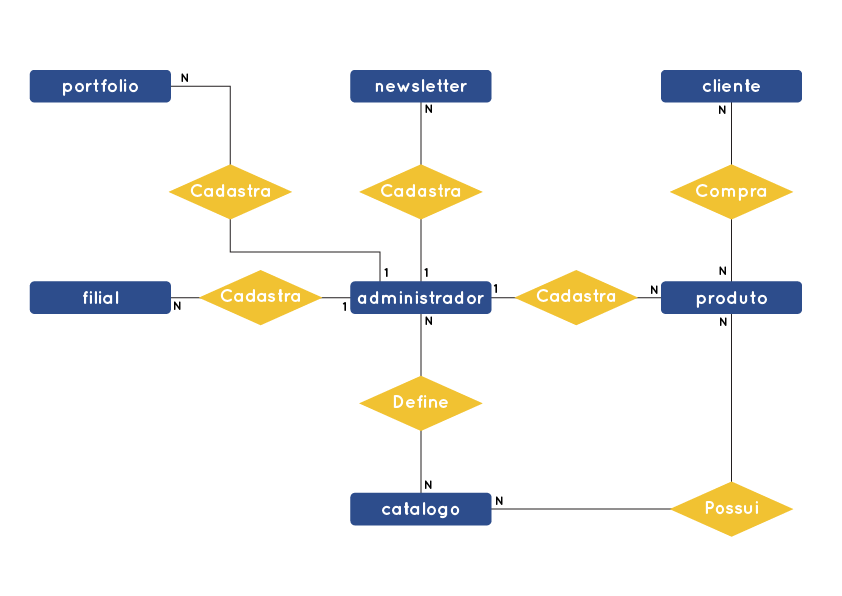 portfolio
N
newsletter
N
cliente
N
Cadastra
Cadastra
Compra
1
1
N
filial
N
Cadastra
1
administrador
1
Cadastra
N
produto
N
N
Define
N
catalogo
N
Possui